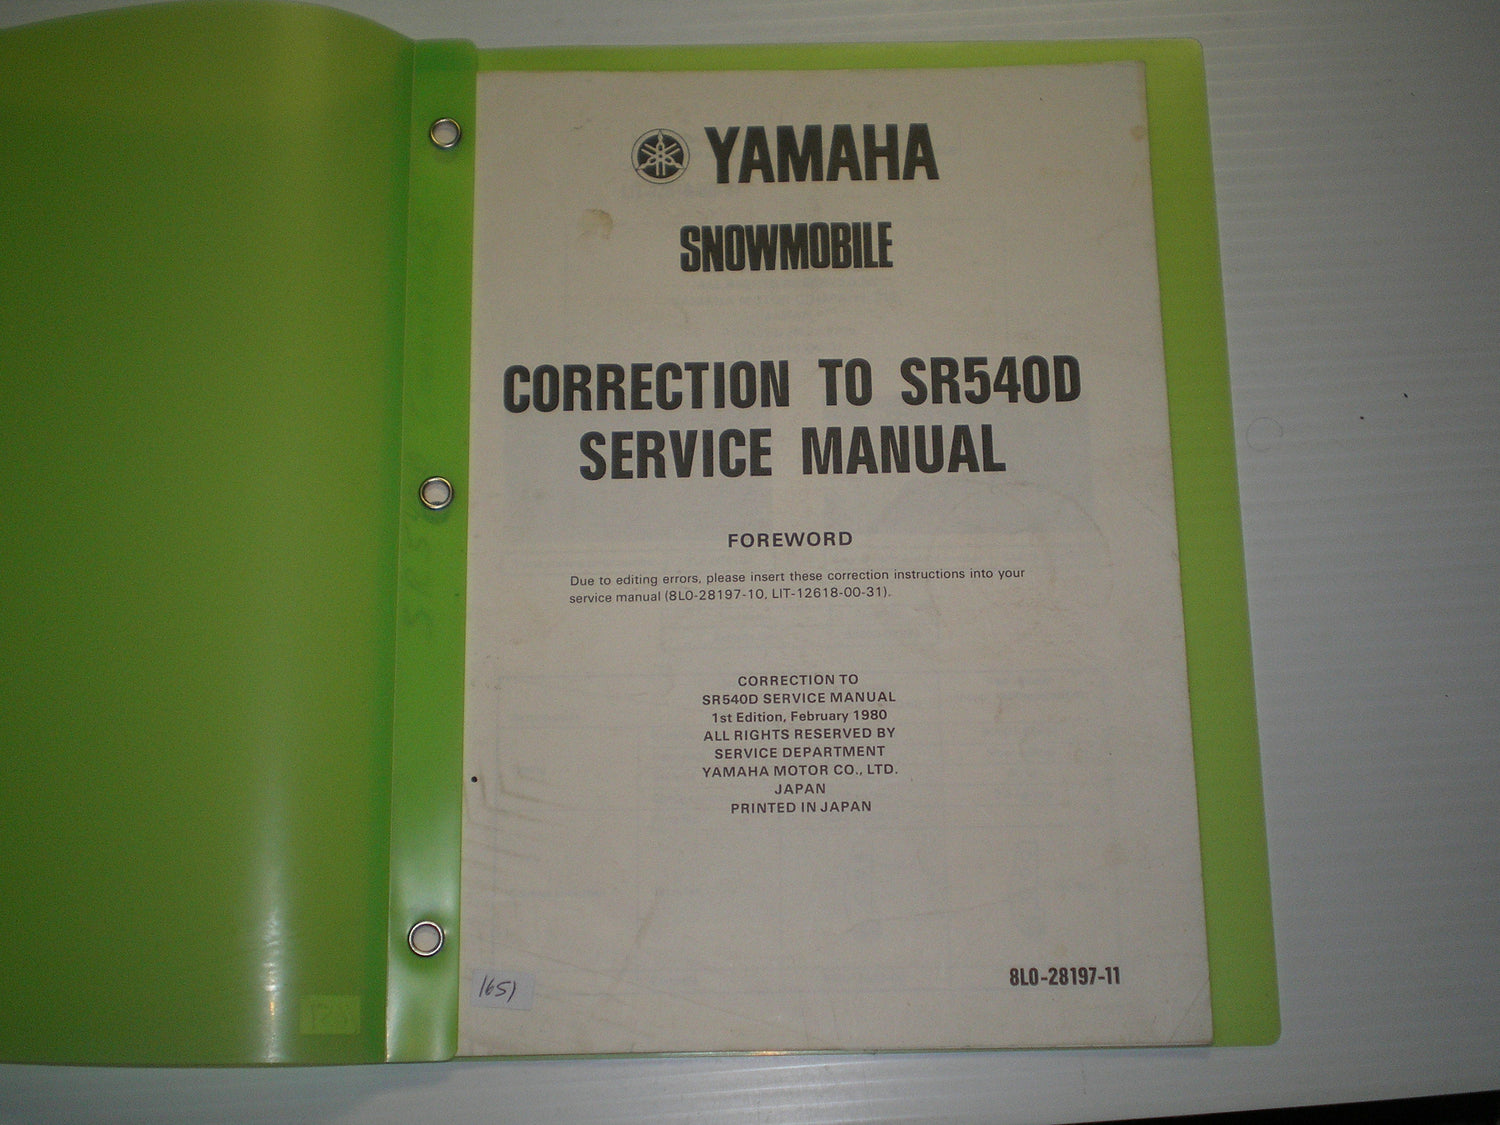 YAMAHA
SNOWMOBILE
CORRECTION TO SR540D
SERVICE MANUAL
FOREWORD
Due to editing errors, please insert these correction instructions into your
service manual (8L0-28197-10, LIT-12618-00-31).
CORRECTION TO
SR540D SERVICE MANUAL
1st Edition, February 1980
ALL RIGHTS RESERVED BY
SERVICE DEPARTMENT
YAMAHA MOTOR CO., LTD.
JAPAN
PRINTED IN JAPAN
8L0-28197-11
1651